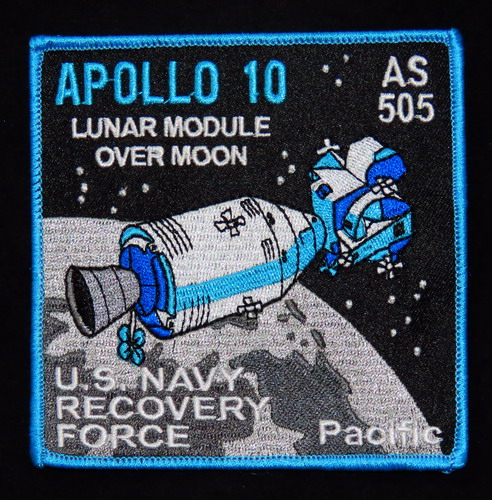 APOLLO 10
AS
505
LUNAR MODULE
OVER MOON
U.S. NAVY
RECOVERY
FORCE
Pacific